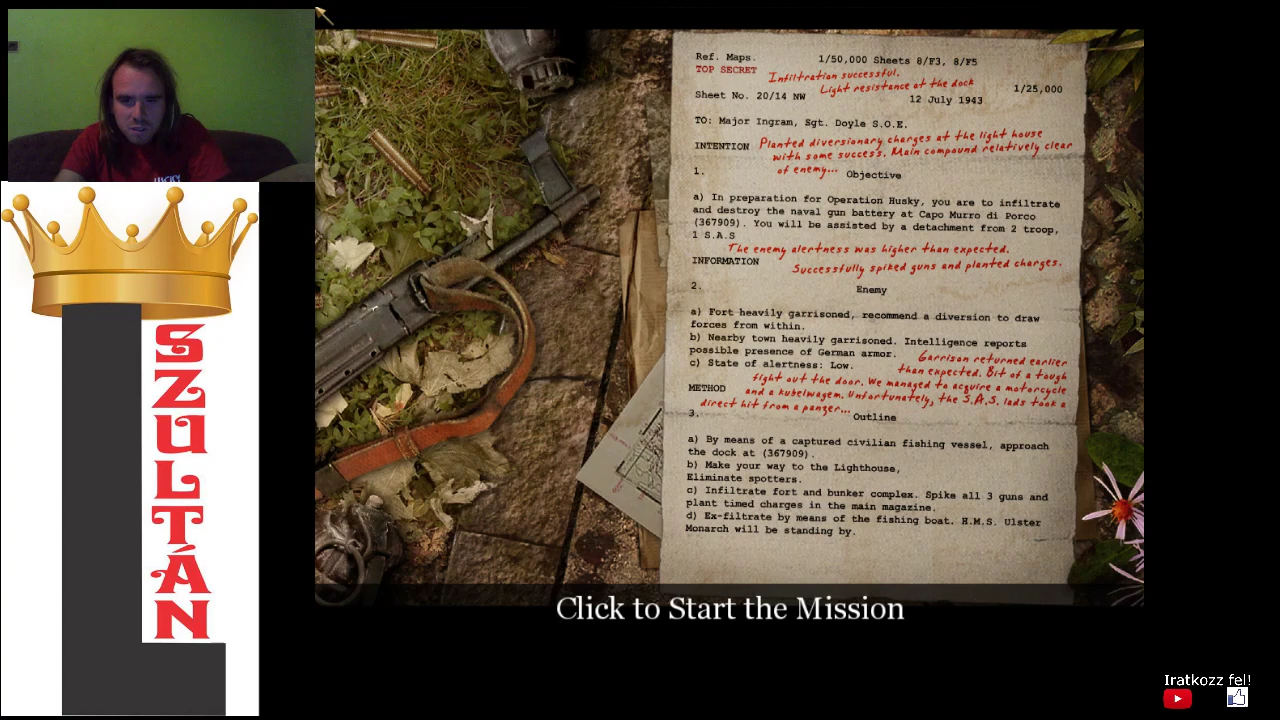 SZULTÁN
Ref. Maps. 1/50,000 Sheets 8/F3, 8/F5
TOP SECRET Infiltration successful.
Light resistance at the dock 1/25,000
Sheet No. 20/14 NW 12 July 1943
TO: Major Ingram, Sgt. Doyle S.O.E.
INTENTION Planted diversionary charges at the light house
with some success. Main compound relatively clear
of enemy...
1. Objective
a) In preparation for Operation Husky, you are to infiltrate
and destroy the naval gun battery at Capo Murro di Porco
(367909). You will be assisted by a detachment from 2 troop,
1 S.A.S
The enemy alertness was higher than expected.
INFORMATION Successfully spiked guns and planted charges.
2. Enemy
a) Fort heavily garrisoned, recommend a diversion to draw
forces from within.
b) Nearby town heavily garrisoned. Intelligence reports
possible presence of German armor.
c) State of alertness: Low.
Garrison returned earlier
than expected. Bit of a tough
fight out the door. We managed to acquire a motorcycle
METHOD and a kubelwagen. Unfortunately, the S.A.S. lads took a
direct hit from a panzer...
3. Outline
a) By means of a captured civilian fishing vessel, approach
the dock at (367909).
b) Make your way to the Lighthouse,
Eliminate spotters.
c) Infiltrate fort and bunker complex. Spike all 3 guns and
plant timed charges in the main magazine.
d) Ex-filtrate by means of the fishing boat. H.M.S. Ulster
Monarch will be standing by.
Click to Start the Mission
Iratkozz fel!